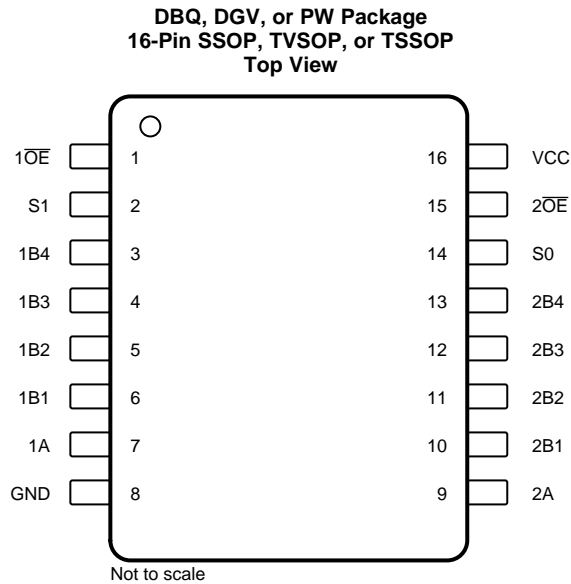 DBQ, DGV, or PW Package
16-Pin SSOP, TVSOP, or TSSOP
Top View
1O̅E̅ 1 16 VCC
S1 2 15 2O̅E̅
1B4 3 14 S0
1B3 4 13 2B4
1B2 5 12 2B3
1B1 6 11 2B2
1A 7 10 2B1
GND 8 9 2A
Not to scale